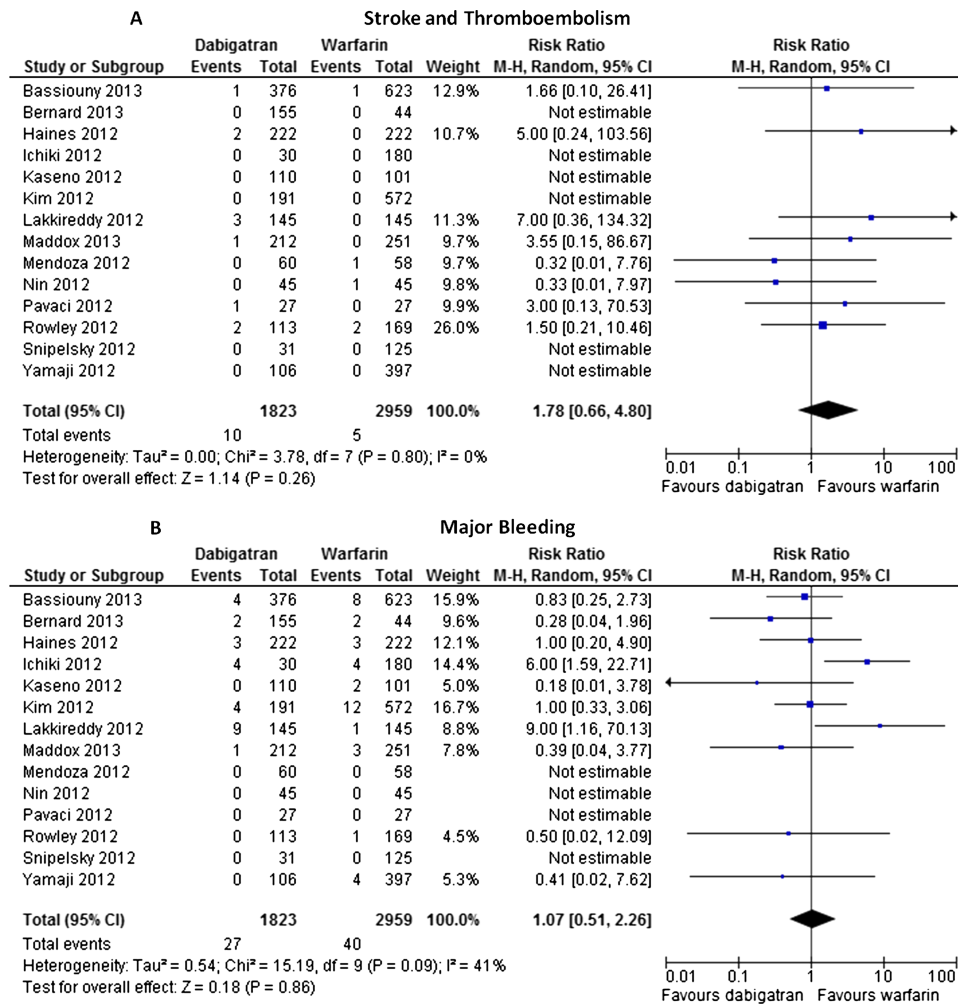 A Stroke and Thromboembolism
Dabigatran Warfarin Risk Ratio Risk Ratio
Study or Subgroup Events Total Events Total Weight M-H, Random, 95% CI M-H, Random, 95% CI
Bassiouny 2013 1 376 1 623 12.9% 1.66 [0.10, 26.41]
Bernard 2013 0 155 0 44 Not estimable
Haines 2012 2 222 0 222 10.7% 5.00 [0.24, 103.56]
Ichiki 2012 0 30 0 180 Not estimable
Kaseno 2012 0 110 0 101 Not estimable
Kim 2012 0 191 0 572 Not estimable
Lakkireddy 2012 3 145 0 145 11.3% 7.00 [0.36, 134.32]
Maddox 2013 1 212 0 251 9.7% 3.55 [0.15, 86.67]
Mendoza 2012 0 60 1 58 9.7% 0.32 [0.01, 7.76]
Nin 2012 0 45 1 45 9.8% 0.33 [0.01, 7.97]
Pavaci 2012 1 27 0 27 9.9% 3.00 [0.13, 70.53]
Rowley 2012 2 113 2 169 26.0% 1.50 [0.21, 10.46]
Snipelsky 2012 0 31 0 125 Not estimable
Yamaji 2012 0 106 0 397 Not estimable
Total (95% CI) 1823 2959 100.0% 1.78 [0.66, 4.80]
Total events 10 5
Heterogeneity: Tau² = 0.00; Chi² = 3.78, df = 7 (P = 0.80); I² = 0%
Test for overall effect: Z = 1.14 (P = 0.26)
0.01 0.1 1 10 100
Favours dabigatran Favours warfarin
B Major Bleeding
Dabigatran Warfarin Risk Ratio Risk Ratio
Study or Subgroup Events Total Events Total Weight M-H, Random, 95% CI M-H, Random, 95% CI
Bassiouny 2013 4 376 8 623 15.9% 0.83 [0.25, 2.73]
Bernard 2013 2 155 2 44 9.6% 0.28 [0.04, 1.96]
Haines 2012 3 222 3 222 12.1% 1.00 [0.20, 4.90]
Ichiki 2012 4 30 4 180 14.4% 6.00 [1.59, 22.71]
Kaseno 2012 0 110 2 101 5.0% 0.18 [0.01, 3.78]
Kim 2012 4 191 12 572 16.7% 1.00 [0.33, 3.06]
Lakkireddy 2012 9 145 1 145 8.8% 9.00 [1.16, 70.13]
Maddox 2013 1 212 3 251 7.8% 0.39 [0.04, 3.77]
Mendoza 2012 0 60 0 58 Not estimable
Nin 2012 0 45 0 45 Not estimable
Pavaci 2012 0 27 0 27 Not estimable
Rowley 2012 0 113 1 169 4.5% 0.50 [0.02, 12.09]
Snipelsky 2012 0 31 0 125 Not estimable
Yamaji 2012 0 106 4 397 5.3% 0.41 [0.02, 7.62]
Total (95% CI) 1823 2959 100.0% 1.07 [0.51, 2.26]
Total events 27 40
Heterogeneity: Tau² = 0.54; Chi² = 15.19, df = 9 (P = 0.09); I² = 41%
Test for overall effect: Z = 0.18 (P = 0.86)
0.01 0.1 1 10 100
Favours dabigatran Favours warfarin